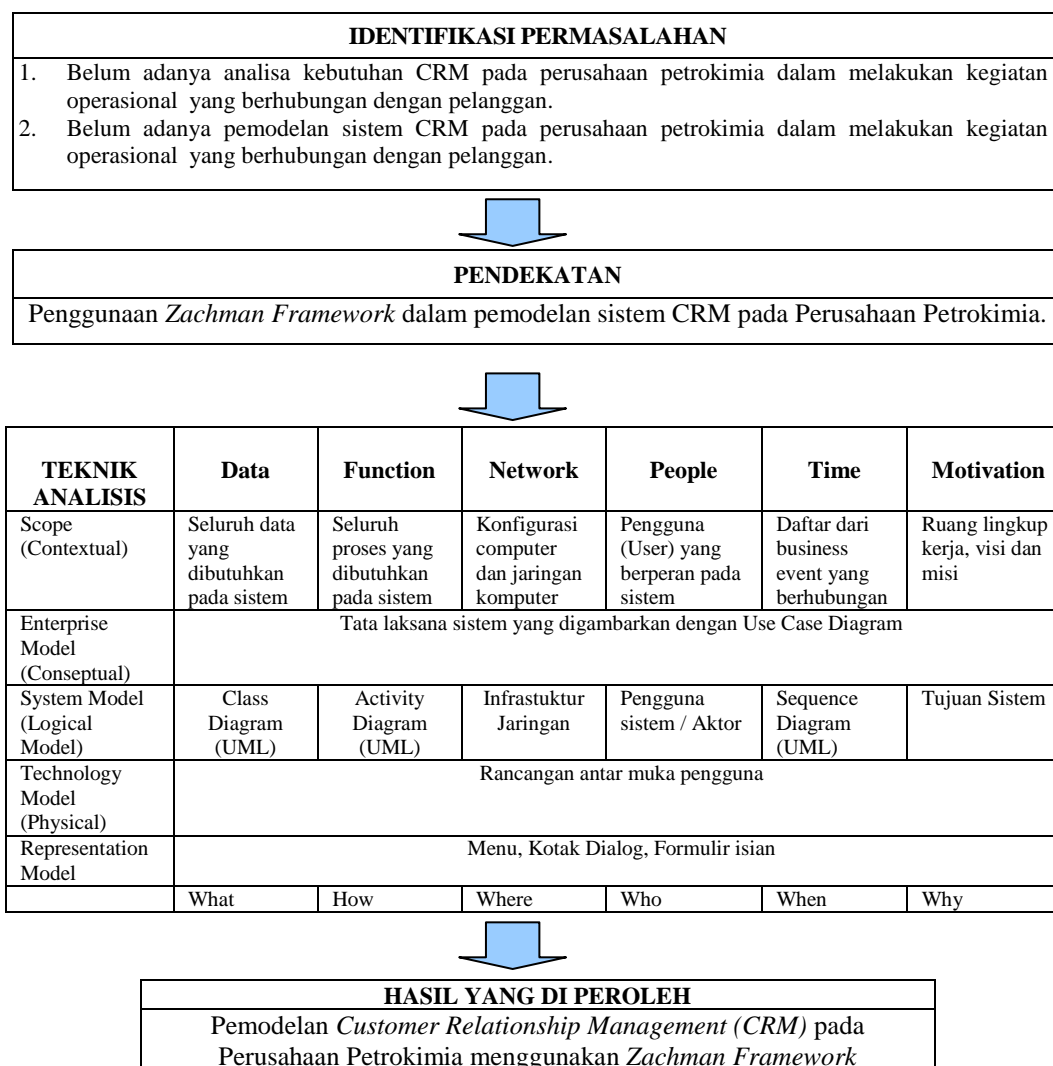 IDENTIFIKASI PERMASALAHAN
1. Belum adanya analisa kebutuhan CRM pada perusahaan petrokimia dalam melakukan kegiatan
operasional yang berhubungan dengan pelanggan.
2. Belum adanya pemodelan sistem CRM pada perusahaan petrokimia dalam melakukan kegiatan
operasional yang berhubungan dengan pelanggan.
PENDEKATAN
Penggunaan Zachman Framework dalam pemodelan sistem CRM pada Perusahaan Petrokimia.
TEKNIK
ANALISIS
Data
Function
Network
People
Time
Motivation
Scope
(Contextual)
Seluruh data
yang
dibutuhkan
pada sistem
Seluruh
proses yang
dibutuhkan
pada sistem
Konfigurasi
computer
dan jaringan
komputer
Pengguna
(User) yang
berperan pada
sistem
Daftar dari
business
event yang
berhubungan
Ruang lingkup
kerja, visi dan
misi
Enterprise
Model
(Conseptual)
Tata laksana sistem yang digambarkan dengan Use Case Diagram
System Model
(Logical
Model)
Class
Diagram
(UML)
Activity
Diagram
(UML)
Infrastuktur
Jaringan
Pengguna
sistem / Aktor
Sequence
Diagram
(UML)
Tujuan Sistem
Technology
Model
(Physical)
Rancangan antar muka pengguna
Representation
Model
Menu, Kotak Dialog, Formulir isian
What
How
Where
Who
When
Why
HASIL YANG DI PEROLEH
Pemodelan Customer Relationship Management (CRM) pada
Perusahaan Petrokimia menggunakan Zachman Framework